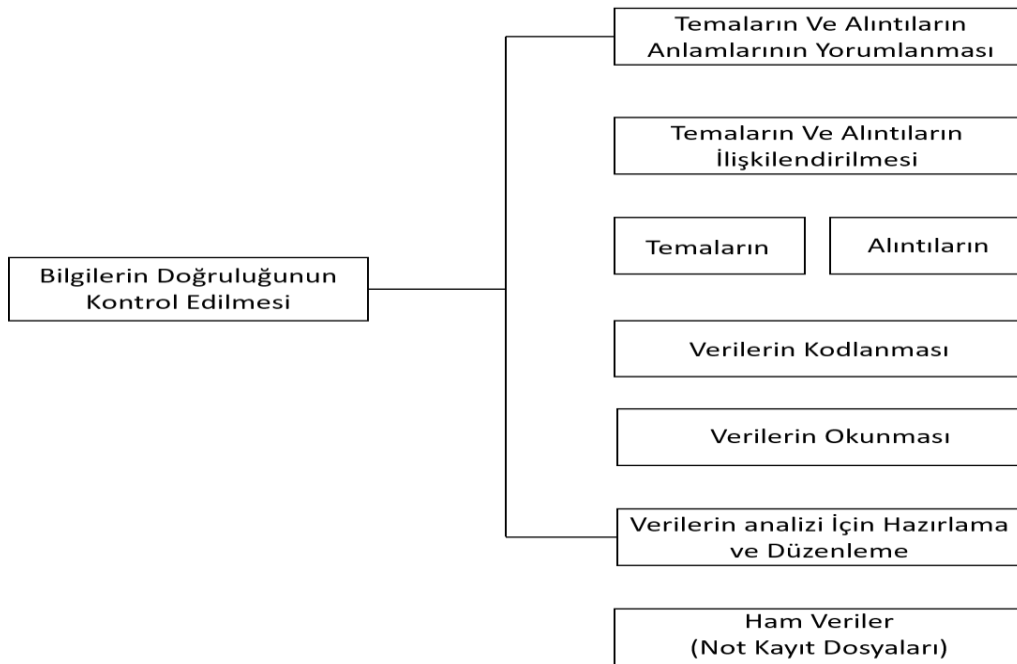 Temaların Ve Alıntıların
Anlamlarının Yorumlanması
Temaların Ve Alıntıların
İlişkilendirilmesi
Temaların
Alıntıların
Bilgilerin Doğruluğunun
Kontrol Edilmesi
Verilerin Kodlanması
Verilerin Okunması
Verilerin analizi İçin Hazırlama
ve Düzenleme
Ham Veriler
(Not Kayıt Dosyaları)